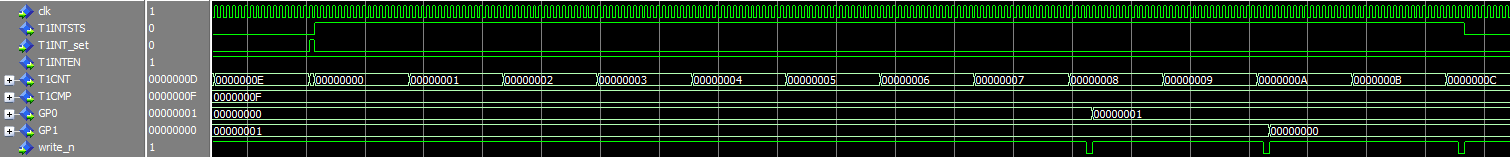 clk 1
T1INTSTS 0
T1INT_set 0
T1INTEN 1
T1CNT 0000000D 0000000E 00000000 00000001 00000002 00000003 00000004 00000005 00000006 00000007 00000008 00000009 0000000A 0000000B 0000000C
T1CMP 0000000F 0000000F
GP0 00000001 00000000 00000001
GP1 00000000 00000001 00000000
write_n 1